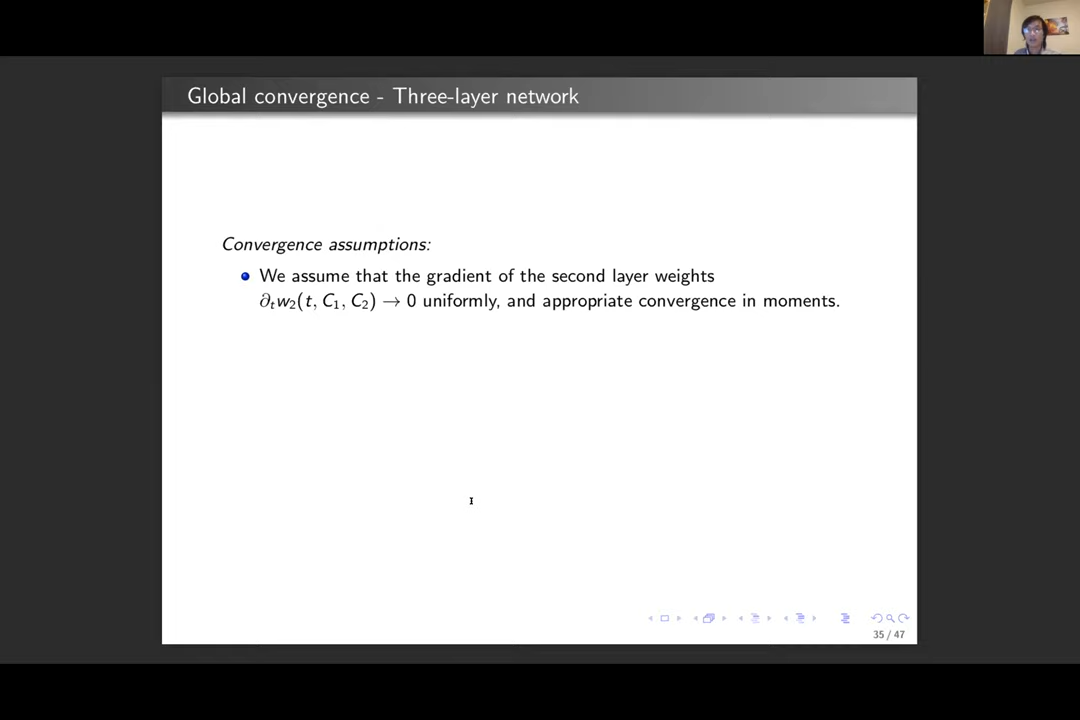 Global convergence - Three-layer network
Convergence assumptions:
We assume that the gradient of the second layer weights
∂ₜw₂(t, C₁, C₂) → 0 uniformly, and appropriate convergence in moments.
35 / 47